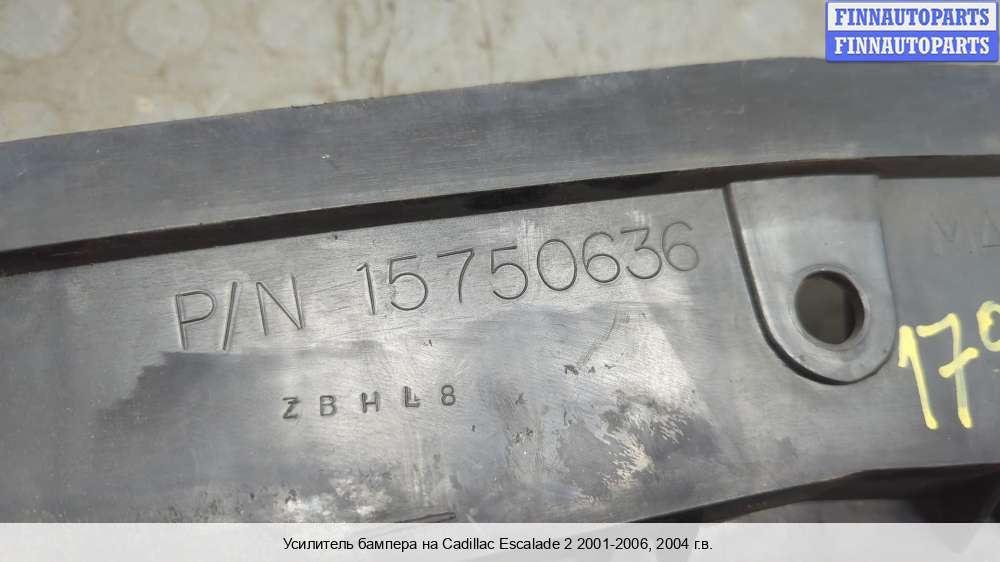 FINNAUTOPARTS
FINNAUTOPARTS
P/N 15750636
ZBHL8
Усилитель бампера на Cadillac Escalade 2 2001-2006, 2004 г.в.